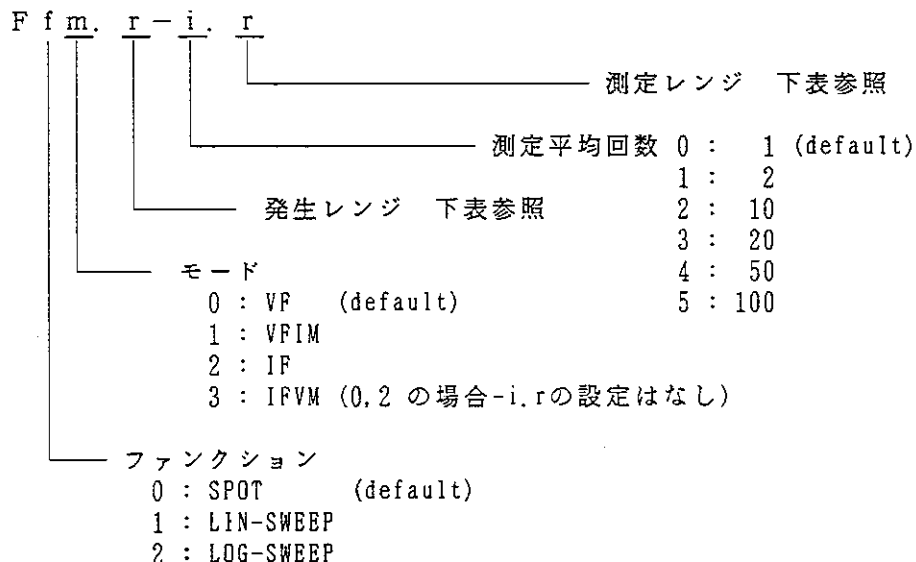 F f m. r - i. r
測定レンジ 下表参照
測定平均回数 0 : 1 (default)
1 : 2
発生レンジ 下表参照 2 : 10
3 : 20
モード 4 : 50
0 : VF (default) 5 : 100
1 : VFIM
2 : IF
3 : IFVM (0,2 の場合-i.rの設定はなし)
ファンクション
0 : SPOT (default)
1 : LIN-SWEEP
2 : LOG-SWEEP